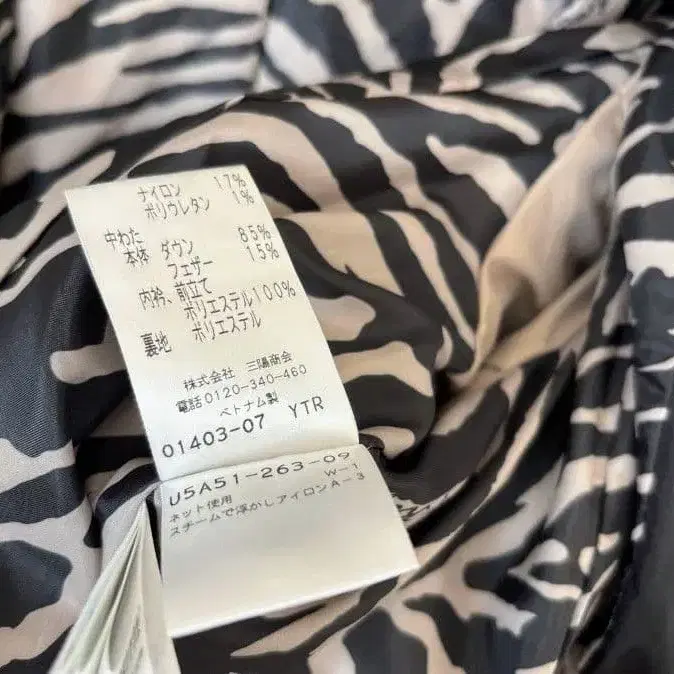 ナイロン 17%
ポリウレタン 1%
中わた
本体 ダウン 85%
フェザー 15%
内衿、前立て
ポリエステル100%
裏地 ポリエステル
株式会社 三陽商会
電話0120-340-460
ベトナム製
01403-07 YTR
U5A51-263-09
W-1
ネット使用
スチームで浮かしアイロンA-3